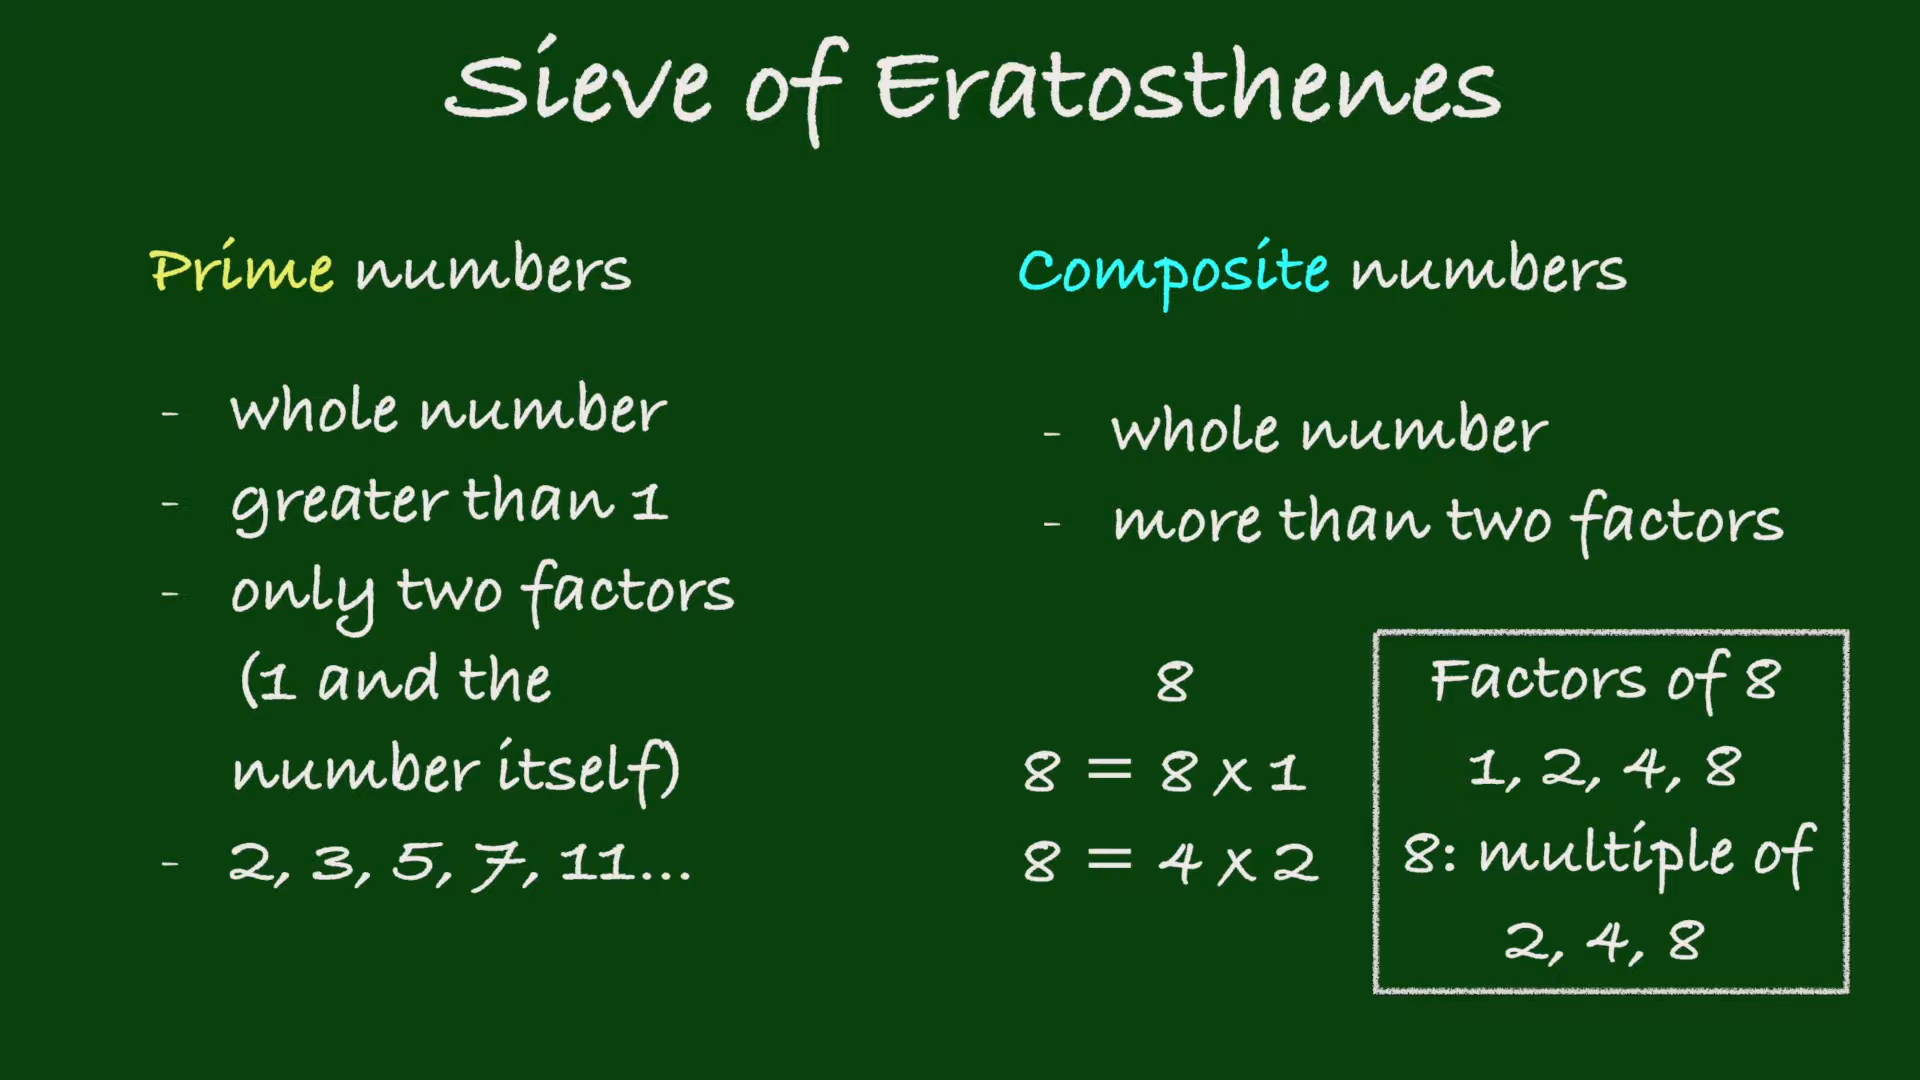 Sieve of Eratosthenes
Prime numbers
- whole number
- greater than 1
- only two factors
(1 and the
number itself)
- 2, 3, 5, 7, 11...
Composite numbers
- whole number
- more than two factors
8
8 = 8 x 1
8 = 4 x 2
Factors of 8
1, 2, 4, 8
8: multiple of
2, 4, 8